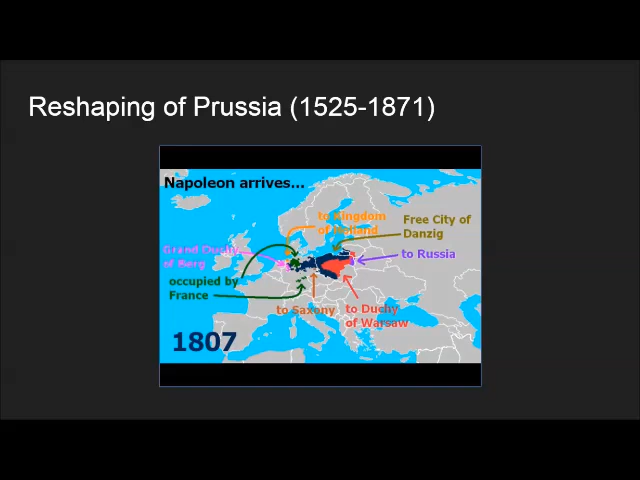 Reshaping of Prussia (1525-1871)
Napoleon arrives...
to Kingdom
of Holland
Free City of
Danzig
Grand Duchy
of Berg
to Russia
occupied by
France
to Saxony
to Duchy
of Warsaw
1807